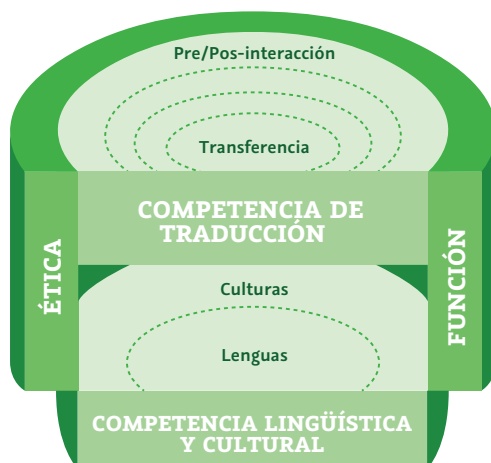 Pre/Pos-interacción
Transferencia
COMPETENCIA DE
TRADUCCIÓN
ÉTICA
FUNCIÓN
Culturas
Lenguas
COMPETENCIA LINGÜÍSTICA
Y CULTURAL